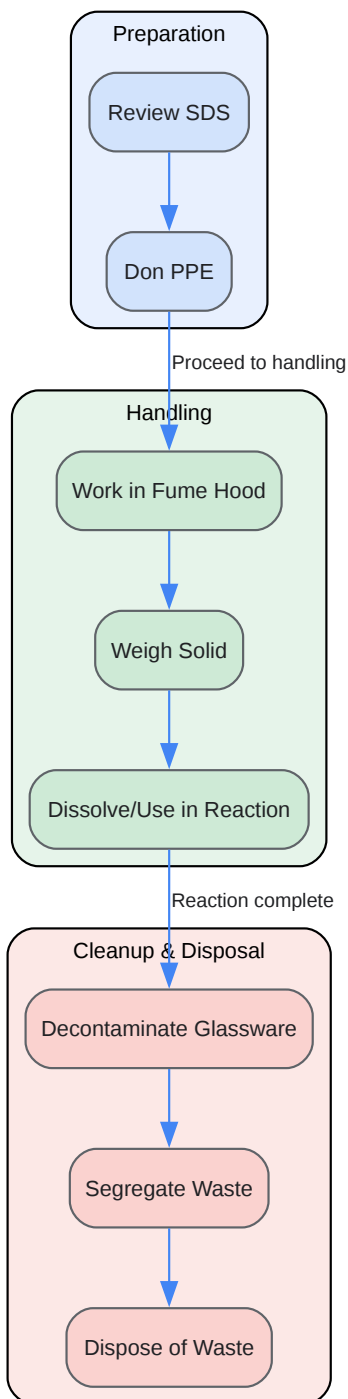 Preparation
Review SDS
Don PPE
Proceed to handling
Handling
Work in Fume Hood
Weigh Solid
Dissolve/Use in Reaction
Reaction complete
Cleanup & Disposal
Decontaminate Glassware
Segregate Waste
Dispose of Waste